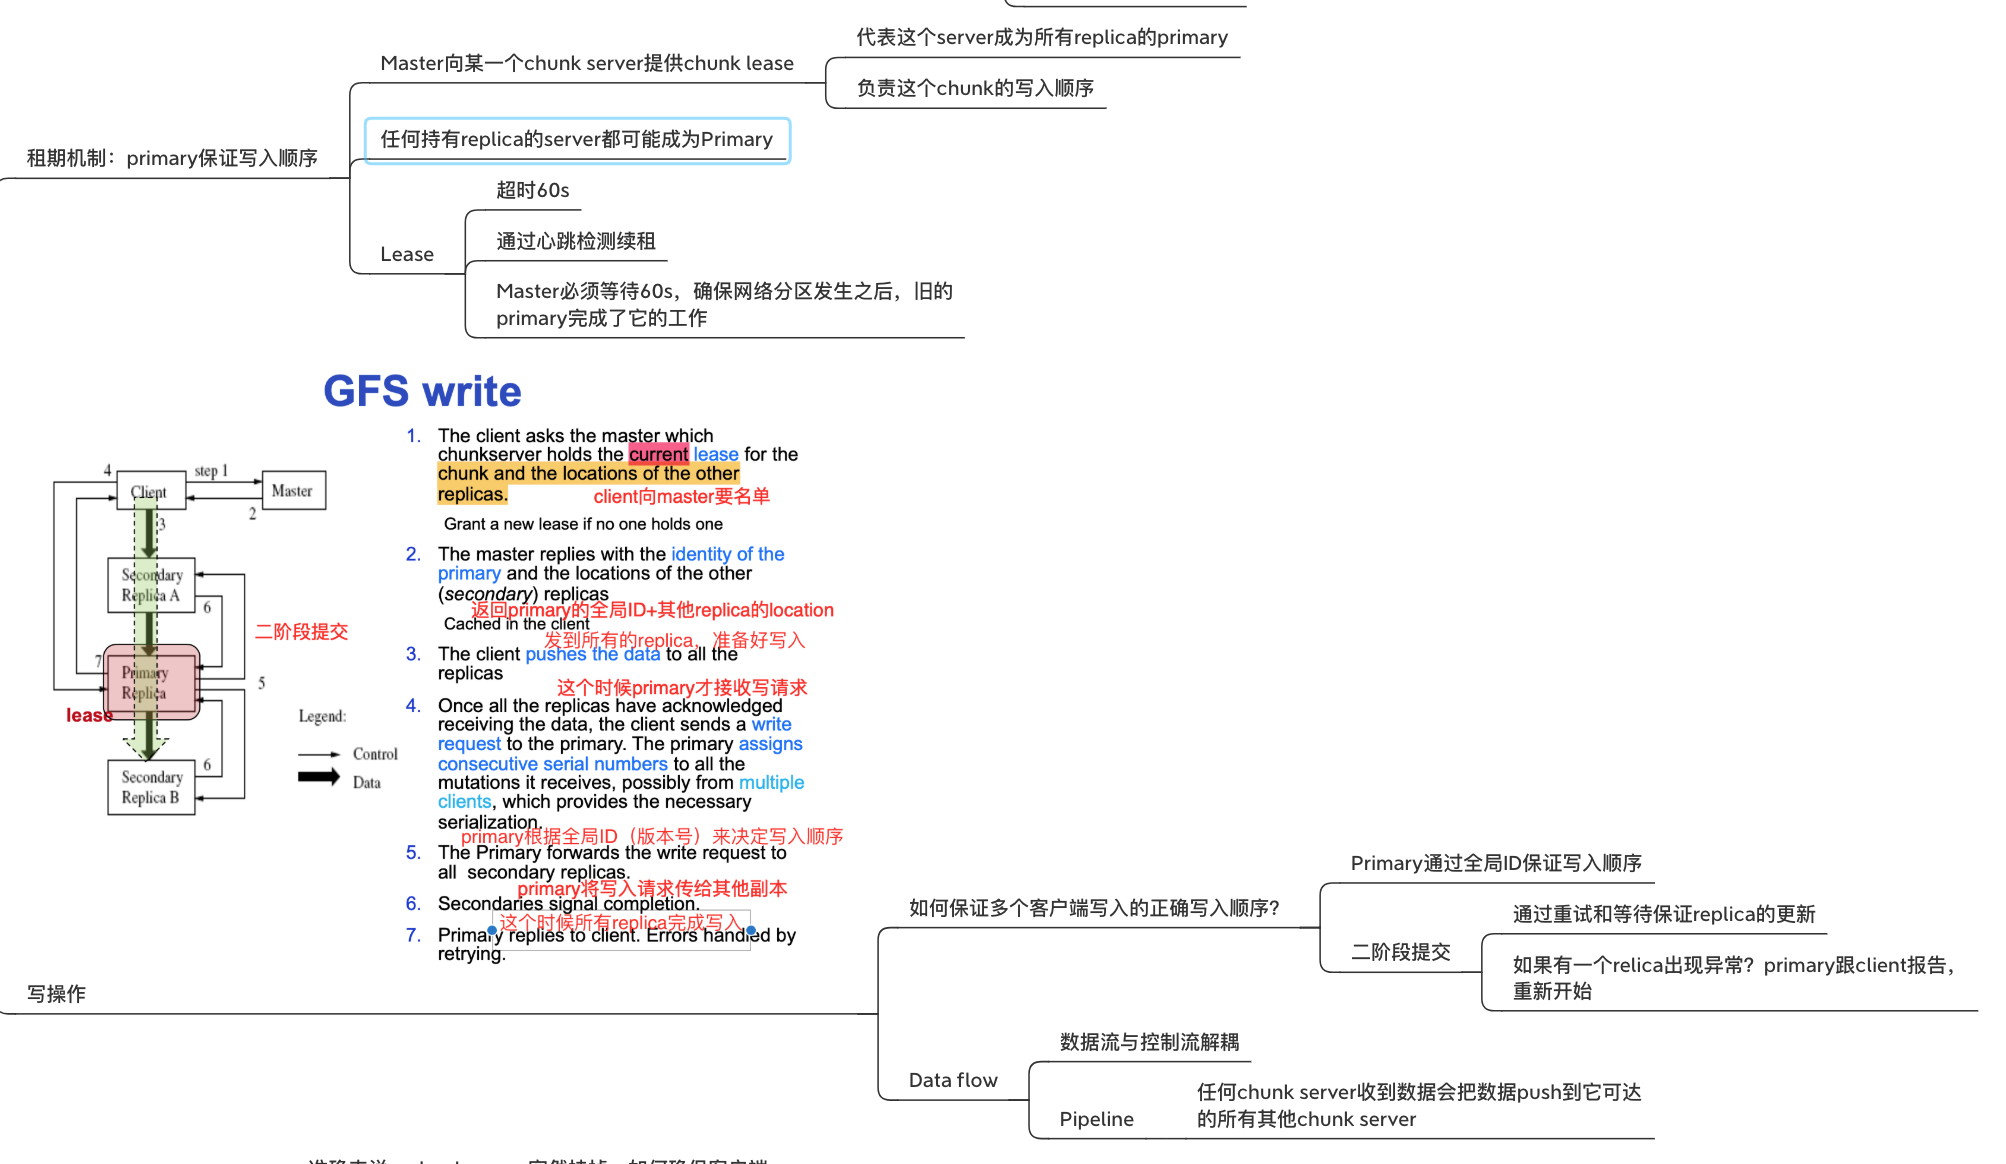 代表这个server成为所有replica的primary
Master向某一个chunk server提供chunk lease
负责这个chunk的写入顺序
任何持有replica的server都可能成为Primary
租期机制：primary保证写入顺序
超时60s
通过心跳检测续租
Lease
Master必须等待60s，确保网络分区发生之后，旧的
primary完成了它的工作
GFS write
1. The client asks the master which
chunkserver holds the current lease for the
chunk and the locations of the other
replicas.
client向master要名单
Grant a new lease if no one holds one
2. The master replies with the identity of the
primary and the locations of the other
(secondary) replicas
返回primary的全局ID+其他replica的location
Cached in the client
发到所有的replica，准备好写入
3. The client pushes the data to all the
replicas
这个时候primary才接收写请求
4. Once all the replicas have acknowledged
receiving the data, the client sends a write
request to the primary. The primary assigns
consecutive serial numbers to all the
mutations it receives, possibly from multiple
clients, which provides the necessary
serialization.
primary根据全局ID（版本号）来决定写入顺序
5. The Primary forwards the write request to
all secondary replicas.
primary将写入请求传给其他副本
6. Secondaries signal completion.
这个时候所有replica完成写入
7. Primary replies to client. Errors handled by
retrying.
4
step 1
Client
Master
2
3
Secondary
Replica A
6
二阶段提交
7
Primary
Replica
5
lease
Legend:
Control
Data
6
Secondary
Replica B
写操作
如何保证多个客户端写入的正确写入顺序？
Primary通过全局ID保证写入顺序
二阶段提交
通过重试和等待保证replica的更新
如果有一个relica出现异常？primary跟client报告，
重新开始
Data flow
数据流与控制流解耦
Pipeline
任何chunk server收到数据会把数据push到它可达
的所有其他chunk server